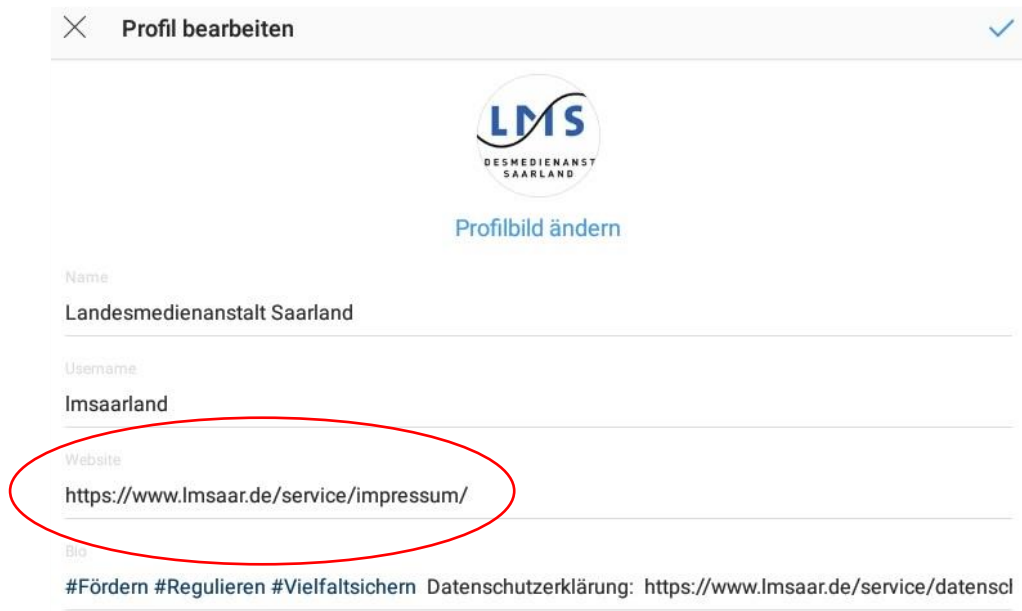 Profil bearbeiten
LMS
DESMEDIENANST
SAARLAND
Profilbild ändern
Name
Landesmedienanstalt Saarland
Username
lmsaarland
Website
https://www.lmsaar.de/service/impressum/
Bio
#Fördern #Regulieren #Vielfaltsichern Datenschutzerklärung: https://www.lmsaar.de/service/datenscl